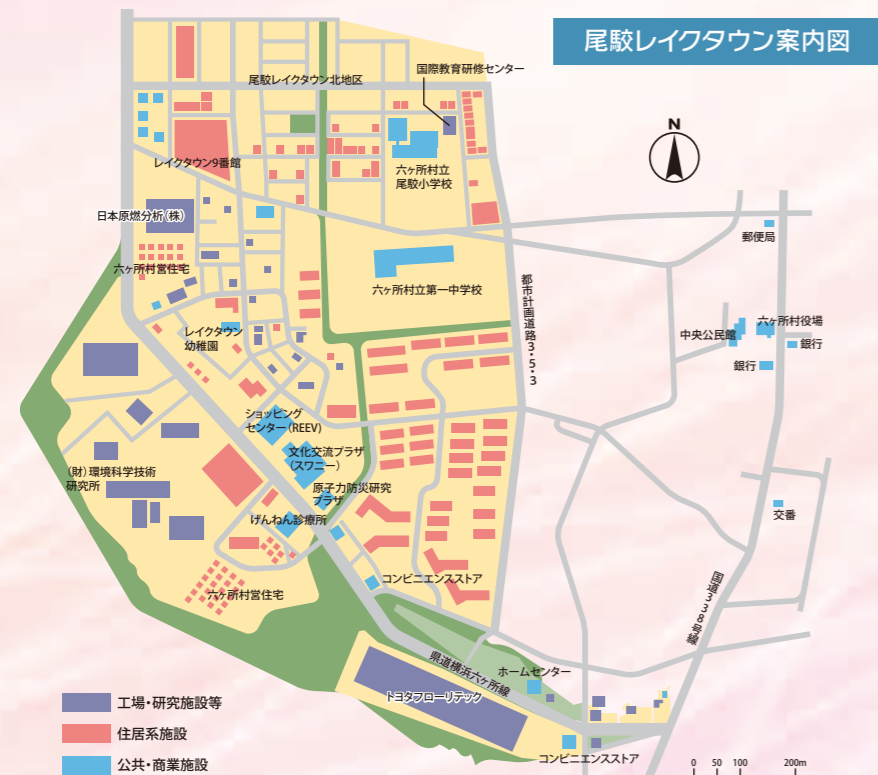 尾鮫レイクタウン案内図
国際教育研修センター
尾鮫レイクタウン北地区
N
レイクタウン9番館
六ヶ所村立
尾鮫小学校
日本原燃分析(株)
郵便局
六ヶ所村営住宅
六ヶ所村立第一中学校
都市計画道路3・5・3
レイクタウン
幼稚園
中央公民館
六ヶ所村役場
銀行
銀行
ショッピング
センター(REEV)
文化交流プラザ
(スワニー)
(財)環境科学技術
研究所
原子力防災研究
プラザ
げんねん診療所
交番
コンビニエンスストア
六ヶ所村営住宅
国道338号線
県道横浜六ヶ所線
ホームセンター
トヨタフローリテック
コンビニエンスストア
工場・研究施設等
住居系施設
公共・商業施設
0 50 100 200m